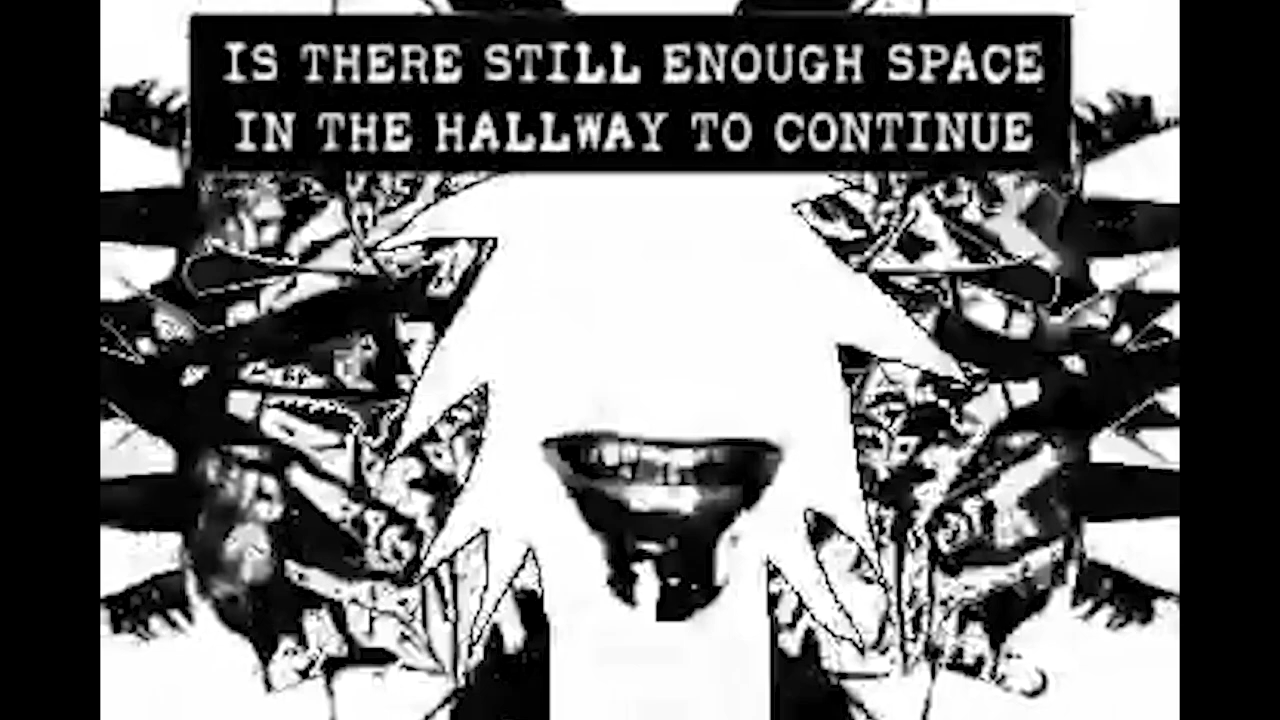 IS THERE STILL ENOUGH SPACE
IN THE HALLWAY TO CONTINUE